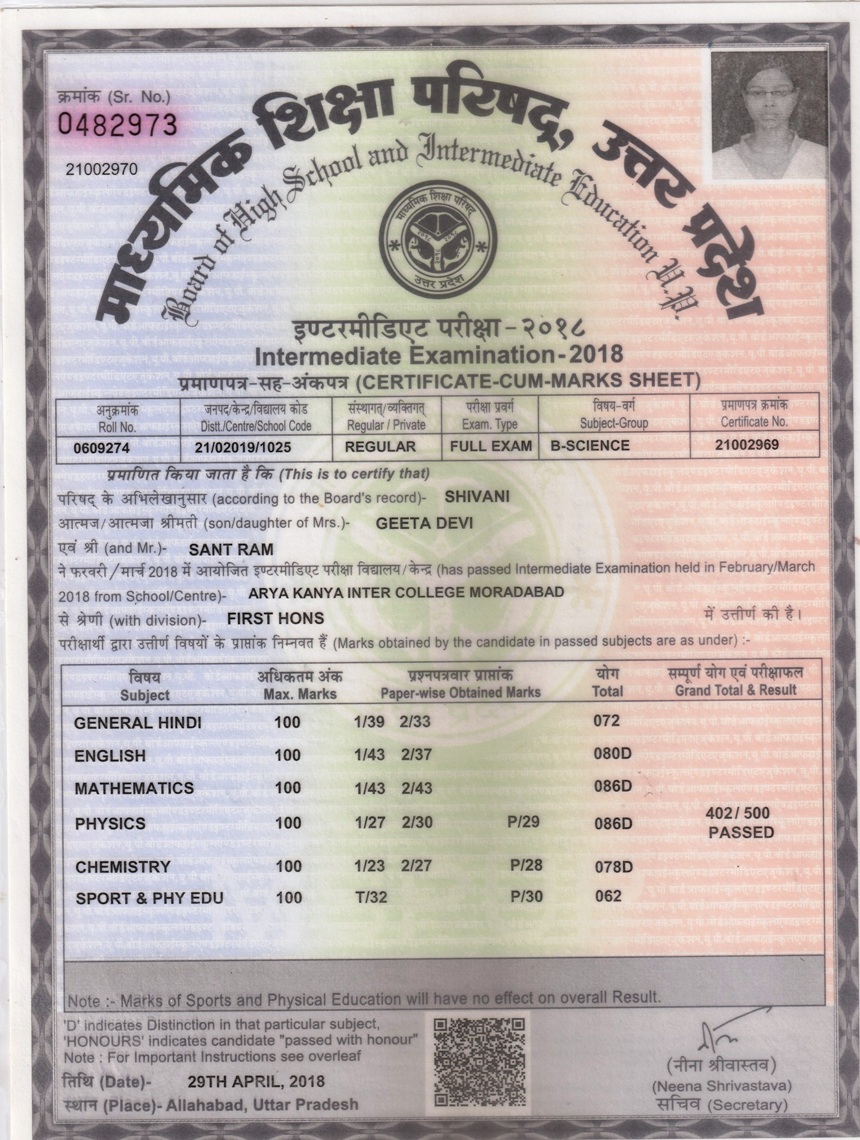 क्रमांक (Sr. No.)
0482973
21002970
माध्यमिक शिक्षा परिषद्, उत्तर प्रदेश
Board of High School and Intermediate Education U.P.
माध्यमिक शिक्षा परिषद्
उत्तर प्रदेश
इण्टरमीडिएट परीक्षा - २०१८
Intermediate Examination - 2018
प्रमाणपत्र-सह-अंकपत्र (CERTIFICATE-CUM-MARKS SHEET)
अनुक्रमांक जनपद/केन्द्र/विद्यालय कोड संस्थागत्/व्यक्तिगत् परीक्षा प्रवर्ग विषय-वर्ग प्रमाणपत्र क्रमांक
Roll No. Distt./Centre/School Code Regular / Private Exam. Type Subject-Group Certificate No.
0609274 21/02019/1025 REGULAR FULL EXAM B-SCIENCE 21002969
प्रमाणित किया जाता है कि (This is to certify that)
परिषद् के अभिलेखानुसार (according to the Board's record)- SHIVANI
आत्मज/आत्मजा श्रीमती (son/daughter of Mrs.)- GEETA DEVI
एवं श्री (and Mr.)- SANT RAM
ने फरवरी/मार्च 2018 में आयोजित इण्टरमीडिएट परीक्षा विद्यालय/केन्द्र (has passed Intermediate Examination held in February/March
2018 from School/Centre)- ARYA KANYA INTER COLLEGE MORADABAD
से श्रेणी (with division)- FIRST HONS में उत्तीर्ण की है।
परीक्षार्थी द्वारा उत्तीर्ण विषयों के प्राप्तांक निम्नवत हैं (Marks obtained by the candidate in passed subjects are as under) :-
विषय अधिकतम अंक प्रश्नपत्रवार प्राप्तांक योग सम्पूर्ण योग एवं परीक्षाफल
Subject Max. Marks Paper-wise Obtained Marks Total Grand Total & Result
GENERAL HINDI 100 1/39 2/33 072
ENGLISH 100 1/43 2/37 080D
MATHEMATICS 100 1/43 2/43 086D
PHYSICS 100 1/27 2/30 P/29 086D 402/ 500
PASSED
CHEMISTRY 100 1/23 2/27 P/28 078D
SPORT & PHY EDU 100 T/32 P/30 062
Note :- Marks of Sports and Physical Education will have no effect on overall Result.
'D' indicates Distinction in that particular subject,
'HONOURS' indicates candidate "passed with honour"
Note : For Important Instructions see overleaf
तिथि (Date)- 29TH APRIL, 2018
स्थान (Place)- Allahabad, Uttar Pradesh
(नीना श्रीवास्तव)
(Neena Shrivastava)
सचिव (Secretary)